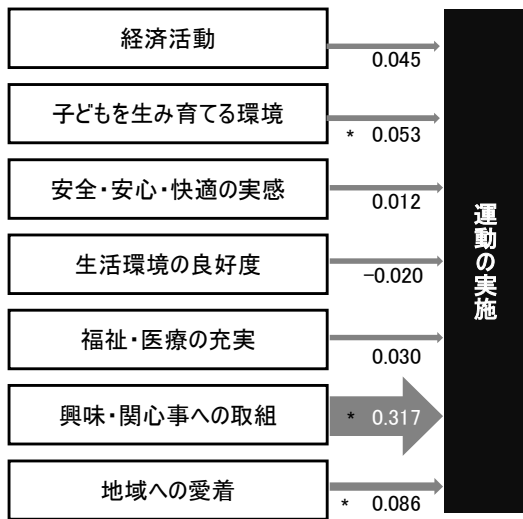 経済活動
0.045
子どもを生み育てる環境
* 0.053
安全・安心・快適の実感
0.012
生活環境の良好度
-0.020
福祉・医療の充実
0.030
興味・関心事への取組
* 0.317
地域への愛着
* 0.086
運動の実施